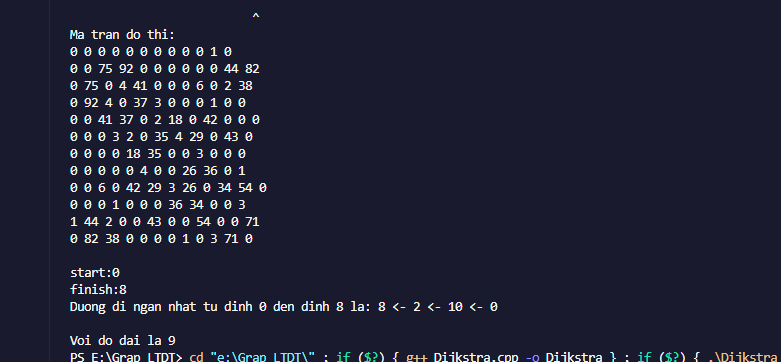 ^
Ma tran do thi:
0 0 0 0 0 0 0 0 0 0 1 0
0 0 75 92 0 0 0 0 0 0 44 82
0 75 0 4 41 0 0 0 6 0 2 38
0 92 4 0 37 3 0 0 0 1 0 0
0 0 41 37 0 2 18 0 42 0 0 0
0 0 0 3 2 0 35 4 29 0 43 0
0 0 0 0 18 35 0 0 3 0 0 0
0 0 0 0 0 4 0 0 26 36 0 1
0 0 6 0 42 29 3 26 0 34 54 0
0 0 0 1 0 0 0 36 34 0 0 3
1 44 2 0 0 43 0 0 54 0 0 71
0 82 38 0 0 0 0 1 0 3 71 0
start:0
finish:8
Duong di ngan nhat tu dinh 0 den dinh 8 la: 8 <- 2 <- 10 <- 0
Voi do dai la 9
PS E:\Grap_LTDT> cd "e:\Grap_LTDT\" ; if ($?) { g++ Dijkstra.cpp -o Dijkstra } ; if ($?) { .\Dijkstra